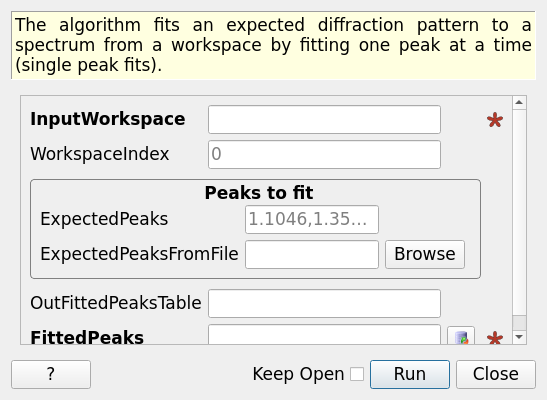 The algorithm fits an expected diffraction pattern to a
spectrum from a workspace by fitting one peak at a time
(single peak fits).
InputWorkspace *
WorkspaceIndex 0
Peaks to fit
ExpectedPeaks 1.1046,1.35...
ExpectedPeaksFromFile Browse
OutFittedPeaksTable
FittedPeaks *
? Keep Open Run Close